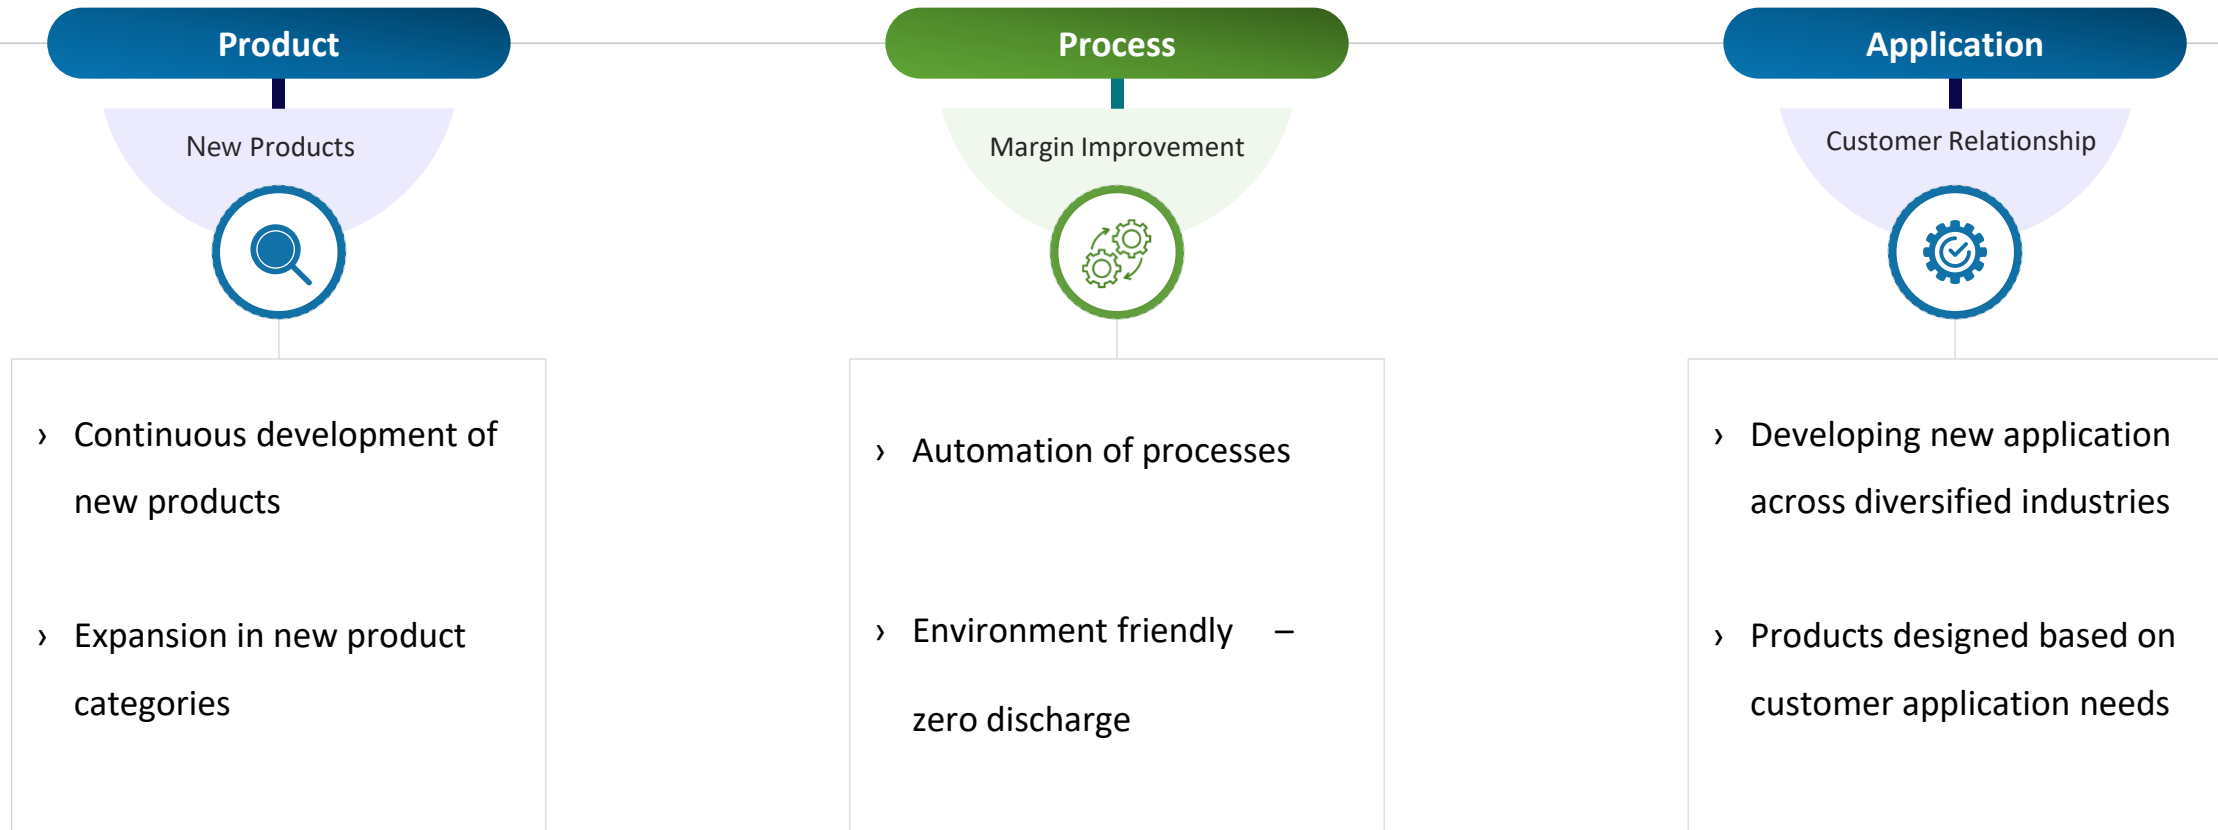 Product
New Products
› Continuous development of
new products
› Expansion in new product
categories
Process
Margin Improvement
› Automation of processes
› Environment friendly –
zero discharge
Application
Customer Relationship
› Developing new application
across diversified industries
› Products designed based on
customer application needs